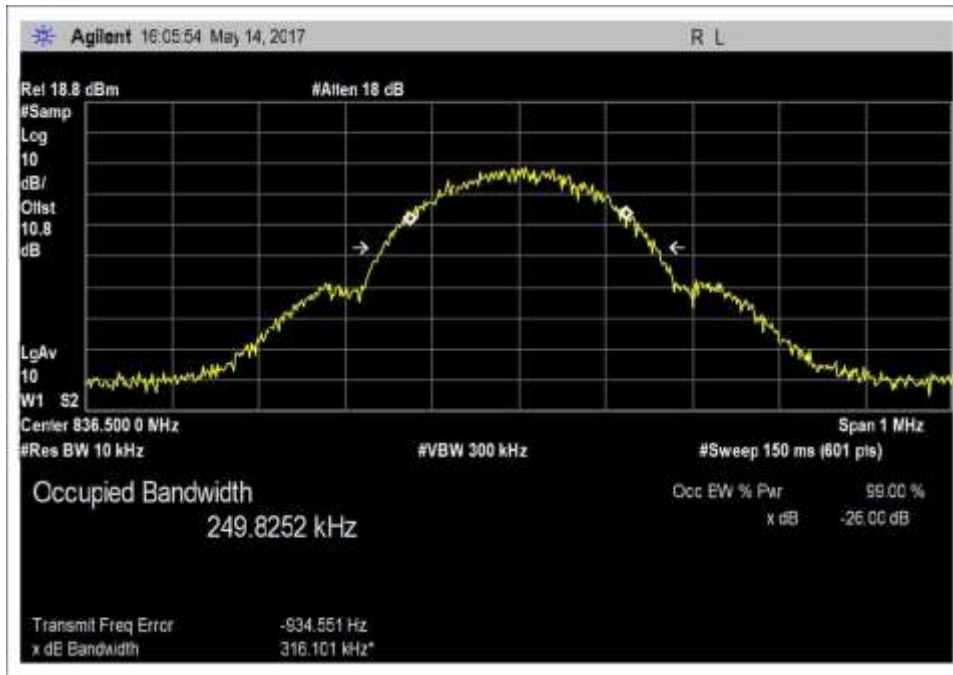 Agilent 16:05:54 May 14, 2017 R L
Ref 18.8 dBm #Atten 18 dB
#Samp
Log
10
dB/
Offst
10.8
dB
LgAv
10
W1 S2
Center 836.500 0 MHz Span 1 MHz
#Res BW 10 kHz #VBW 300 kHz #Sweep 150 ms (601 pts)
Occupied Bandwidth Occ BW % Pwr 99.00 %
249.8252 kHz x dB -26.00 dB
Transmit Freq Error -934.551 Hz
x dB Bandwidth 316.101 kHz*